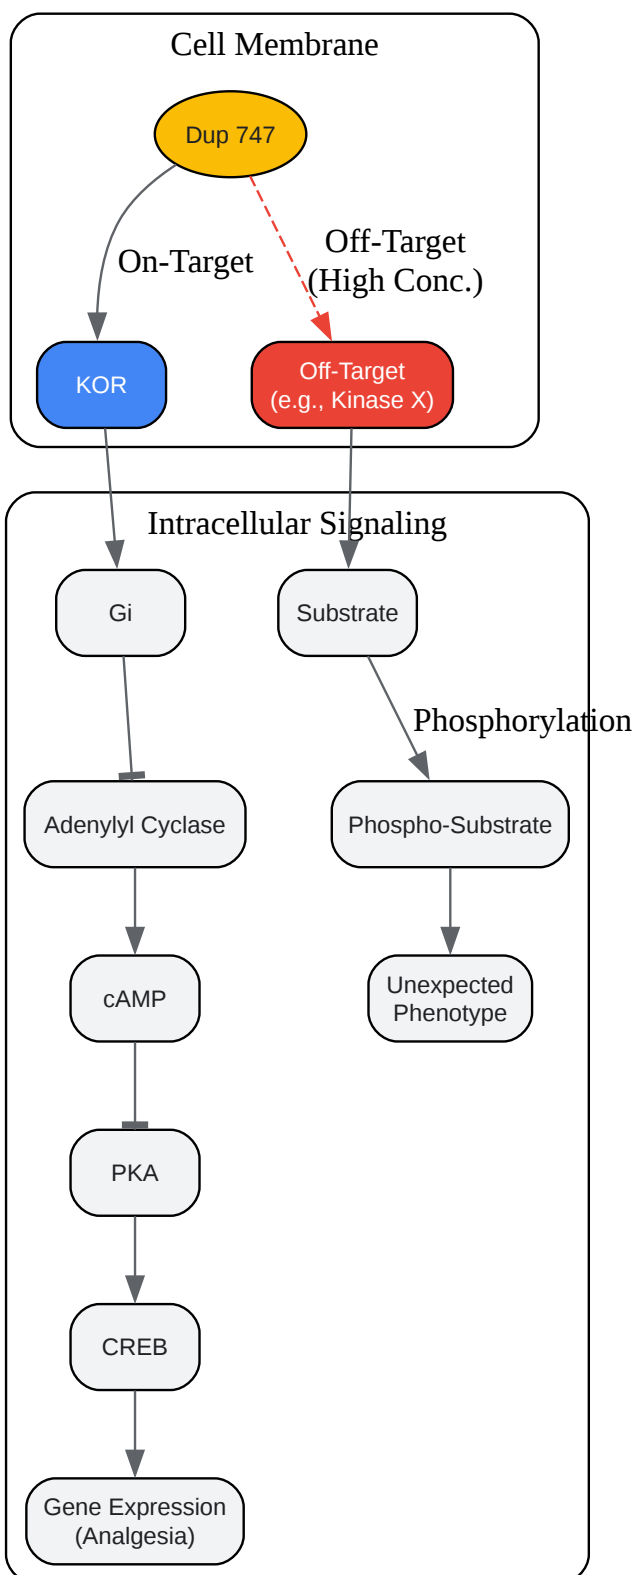 Cell Membrane
Dup 747
On-Target
Off-Target
(High Conc.)
KOR
Off-Target
(e.g., Kinase X)
Intracellular Signaling
Gi
Substrate
Phosphorylation
Adenylyl Cyclase
Phospho-Substrate
cAMP
Unexpected
Phenotype
PKA
CREB
Gene Expression
(Analgesia)